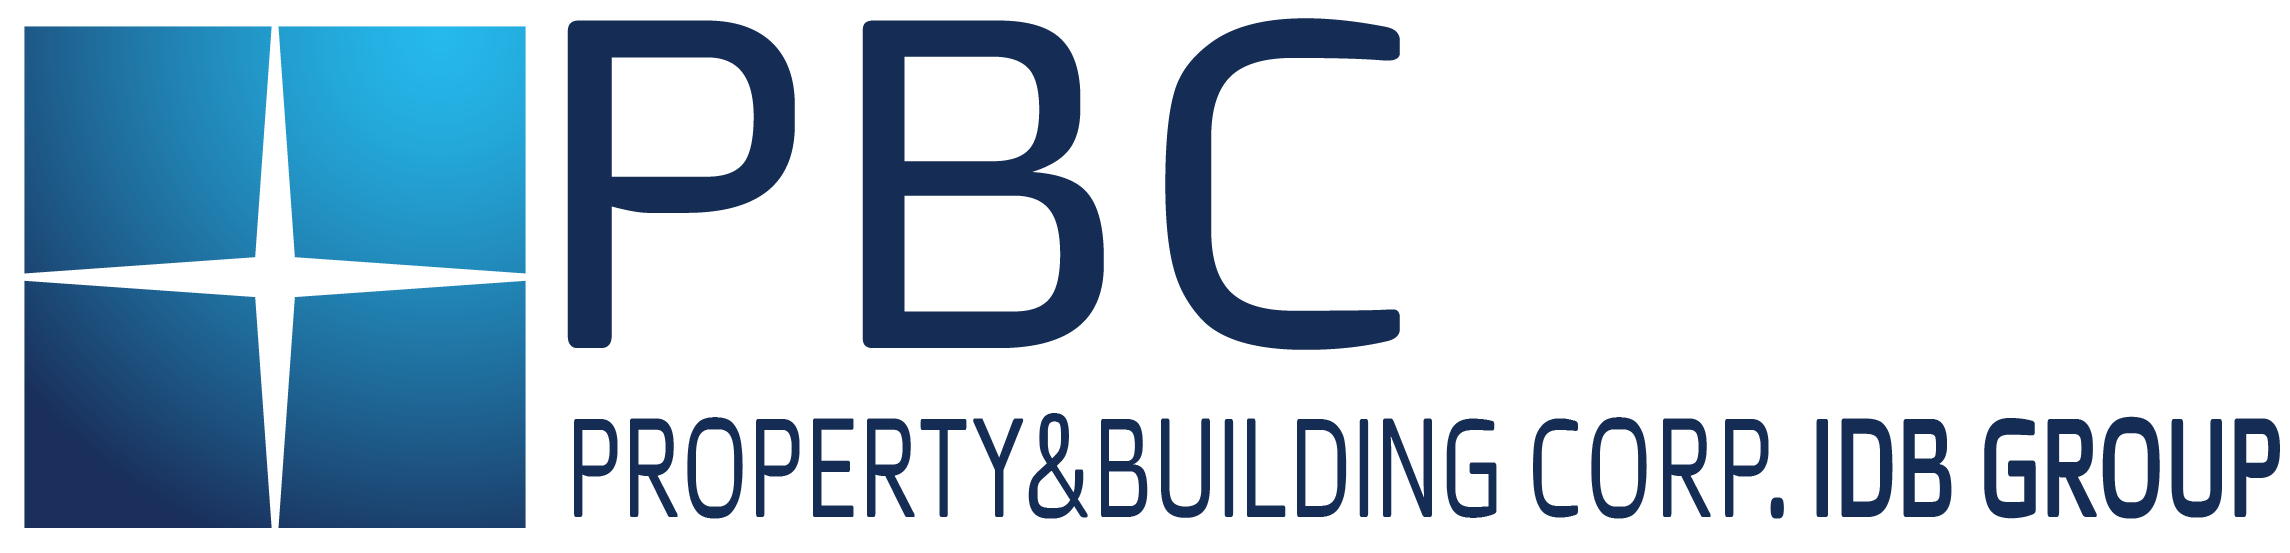 PBC
PROPERTY&BUILDING CORP. IDB GROUP